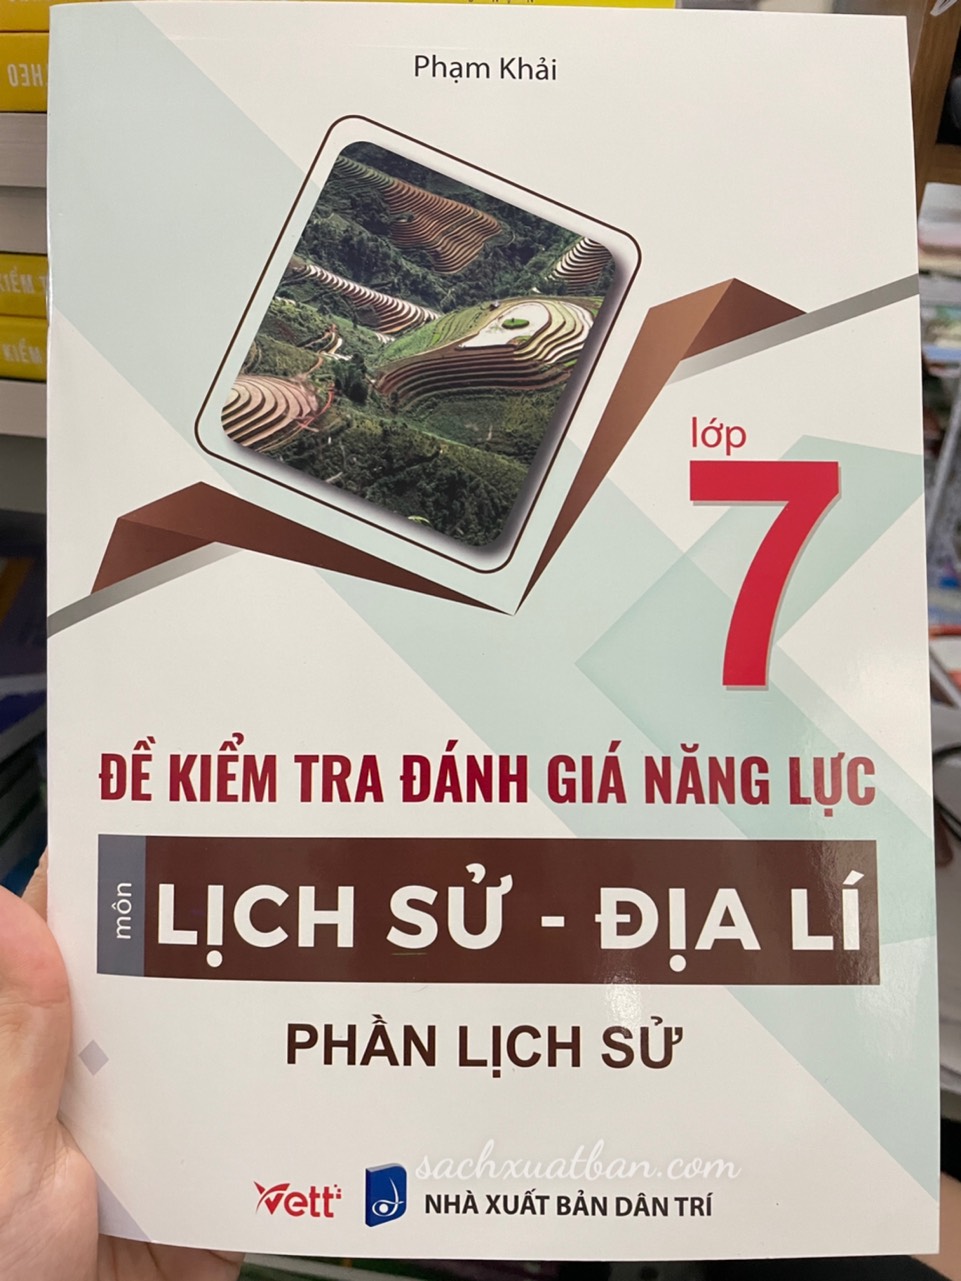 Phạm Khải
lớp
7
ĐỀ KIỂM TRA ĐÁNH GIÁ NĂNG LỰC
môn
LỊCH SỬ - ĐỊA LÍ
PHẦN LỊCH SỬ
sachxuatban.com
Vett
NHÀ XUẤT BẢN DÂN TRÍ
KIỂM